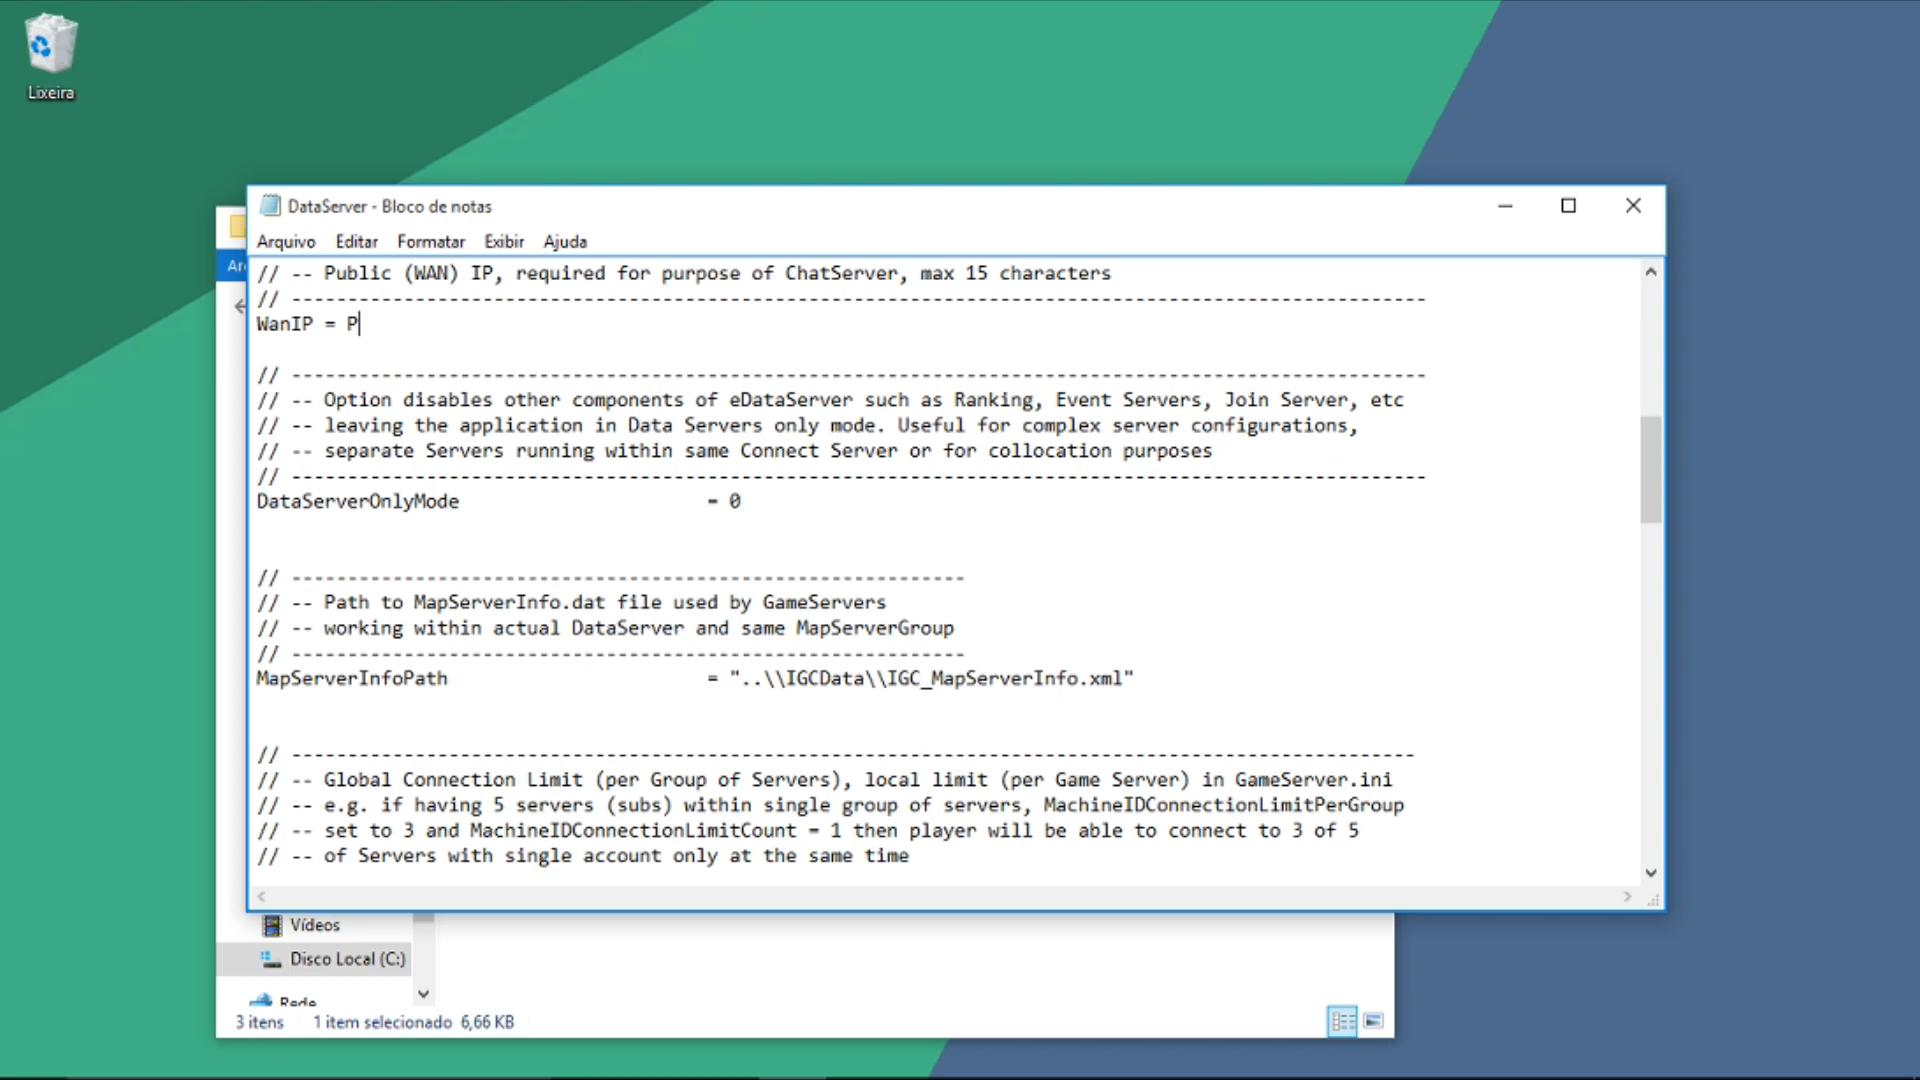 Lixeira
DataServer - Bloco de notas
Arquivo Editar Formatar Exibir Ajuda
// -- Public (WAN) IP, required for purpose of ChatServer, max 15 characters
// -----------------------------------------------------------------------------------------------------
WanIP = P
// -----------------------------------------------------------------------------------------------------
// -- Option disables other components of eDataServer such as Ranking, Event Servers, Join Server, etc
// -- leaving the application in Data Servers only mode. Useful for complex server configurations,
// -- separate Servers running within same Connect Server or for collocation purposes
// -----------------------------------------------------------------------------------------------------
DataServerOnlyMode = 0
// ------------------------------------------------------------
// -- Path to MapServerInfo.dat file used by GameServers
// -- working within actual DataServer and same MapServerGroup
// ------------------------------------------------------------
MapServerInfoPath = "..\\IGCData\\IGC_MapServerInfo.xml"
// ----------------------------------------------------------------------------------------------------
// -- Global Connection Limit (per Group of Servers), local limit (per Game Server) in GameServer.ini
// -- e.g. if having 5 servers (subs) within single group of servers, MachineIDConnectionLimitPerGroup
// -- set to 3 and MachineIDConnectionLimitCount = 1 then player will be able to connect to 3 of 5
// -- of Servers with single account only at the same time
Vídeos
Disco Local (C:)
Rede
3 itens 1 item selecionado 6,66 KB